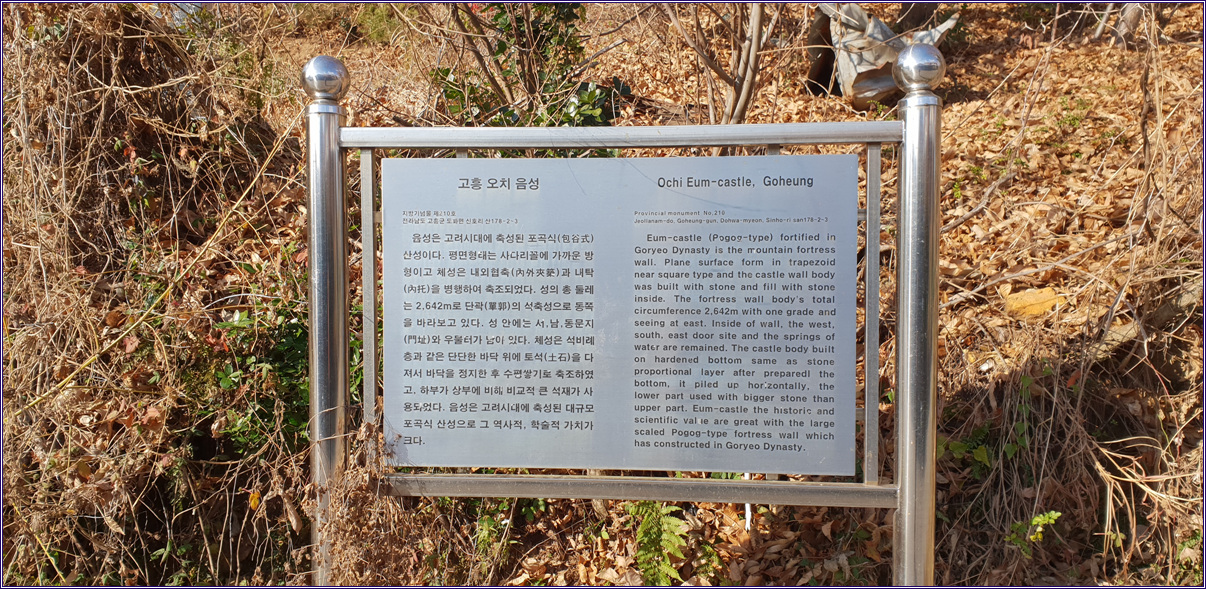 고흥 오치 음성
지방기념물 제210호
전라남도 고흥군 도화면 신호리 산178-2-3
음성은 고려시대에 축성된 포곡식(包谷式)
산성이다. 평면형태는 사다리꼴에 가까운 방
형이고 체성은 내외협축(內外夾築)과 내탁
(內托)을 병행하여 축조되었다. 성의 총 둘레
는 2,642m로 단곽(單郭)의 석축성으로 동쪽
을 바라보고 있다. 성 안에는 서,남,동문지
(門址)와 우물터가 남아 있다. 체성은 석비레
층과 같은 단단한 바닥 위에 토석(土石)을 다
져서 바닥을 정지한 후 수평쌓기로 축조하였
고, 하부가 상부에 비해 비교적 큰 석재가 사
용되었다. 음성은 고려시대에 축성된 대규모
포곡식 산성으로 그 역사적, 학술적 가치가
크다.
Ochi Eum-castle, Goheung
Provincial monument No.210
Jeollanam-do, Goheung-gun, Dohwa-myeon, Sinho-ri san178-2-3
Eum-castle (Pogog-type) fortified in
Goryeo Dynasty is the mountain fortress
wall. Plane surface form in trapezoid
near square type and the castle wall body
was built with stone and fill with stone
inside. The fortress wall body's total
circumference 2,642m with one grade and
seeing at east. Inside of wall, the west,
south, east door site and the springs of
water are remained. The castle body built
on hardened bottom same as stone
proportional layer after preparedl the
bottom, it piled up horizontally, the
lower part used with bigger stone than
upper part. Eum-castle the historic and
scientific value are great with the large
scaled Pogog-type fortress wall which
has constructed in Goryeo Dynasty.